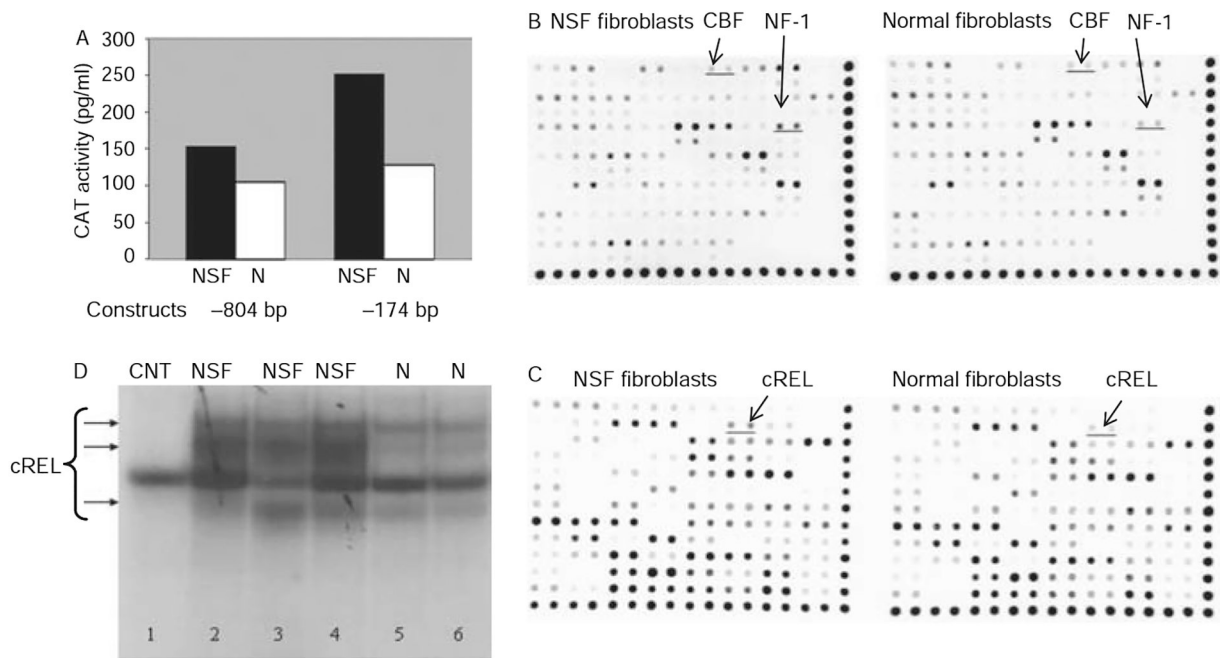 A
300
250
200
150
100
50
0
CAT activity (pg/ml)
NSF N NSF N
Constructs –804 bp –174 bp
B NSF fibroblasts CBF NF-1 Normal fibroblasts CBF NF-1
C NSF fibroblasts cREL Normal fibroblasts cREL
D CNT NSF NSF NSF N N
cREL
1 2 3 4 5 6